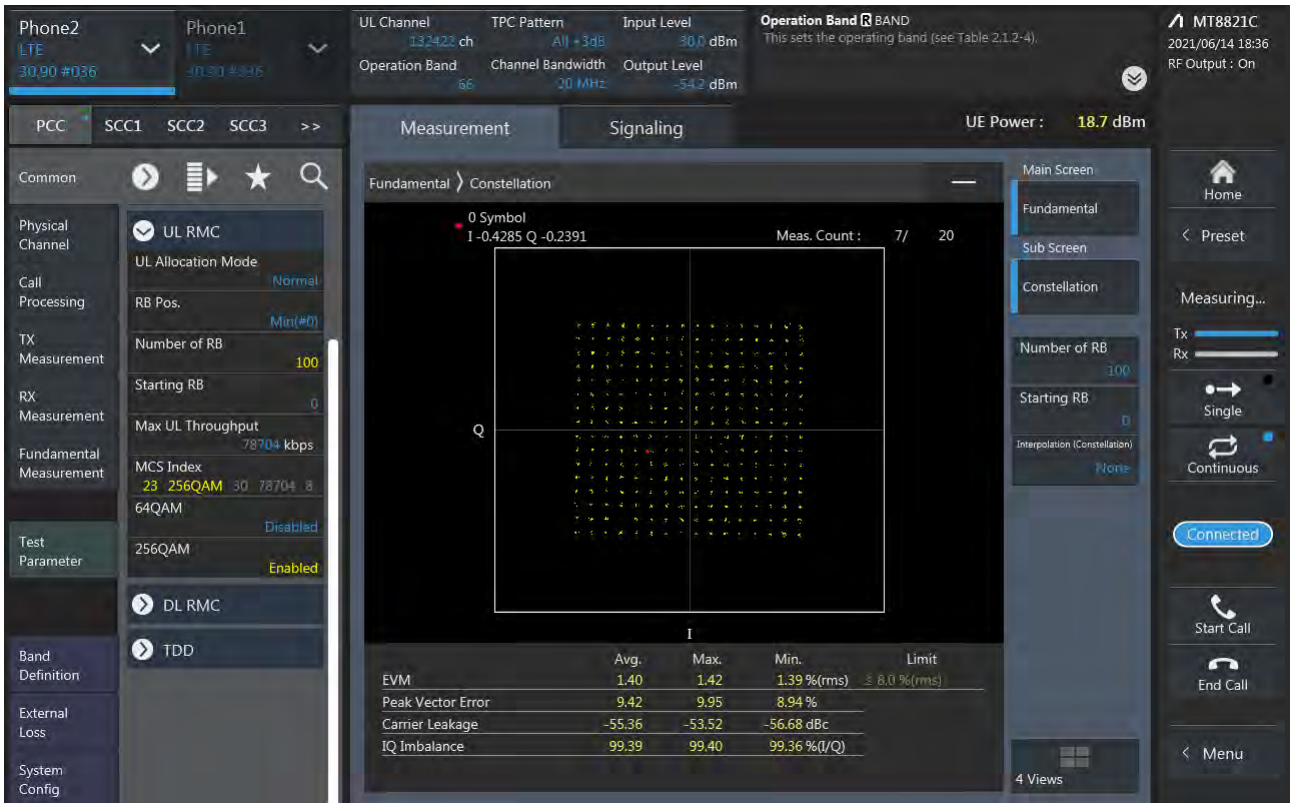 Phone2
LTE
30.90 #036
Phone1
LTE
30.90 #036
UL Channel
132422 ch
TPC Pattern
All +3dB
Input Level
30.0 dBm
Operation Band
66
Channel Bandwidth
20 MHz
Output Level
-54.2 dBm
Operation Band R BAND
This sets the operating band (see Table 2.1.2-4).
MT8821C
2021/06/14 18:36
RF Output : On
PCC SCC1 SCC2 SCC3 >>
Measurement
Signaling
UE Power : 18.7 dBm
Common
Physical
Channel
Call
Processing
TX
Measurement
RX
Measurement
Fundamental
Measurement
Test
Parameter
Band
Definition
External
Loss
System
Config
UL RMC
UL Allocation Mode
Normal
RB Pos.
Min(#0)
Number of RB
100
Starting RB
0
Max UL Throughput
78704 kbps
MCS Index
23 256QAM 30 78704 8
64QAM
Disabled
256QAM
Enabled
DL RMC
TDD
Fundamental > Constellation
0 Symbol
I -0.4285 Q -0.2391
Meas. Count : 7/ 20
Q
I
Avg. Max. Min. Limit
EVM 1.40 1.42 1.39 %(rms) ≤ 8.0 %(rms)
Peak Vector Error 9.42 9.95 8.94 %
Carrier Leakage -55.36 -53.52 -56.68 dBc
IQ Imbalance 99.39 99.40 99.36 %(I/Q)
Main Screen
Fundamental
Sub Screen
Constellation
Number of RB
100
Starting RB
0
Interpolation (Constellation)
None
4 Views
Home
< Preset
Measuring...
Tx
Rx
Single
Continuous
Connected
Start Call
End Call
< Menu